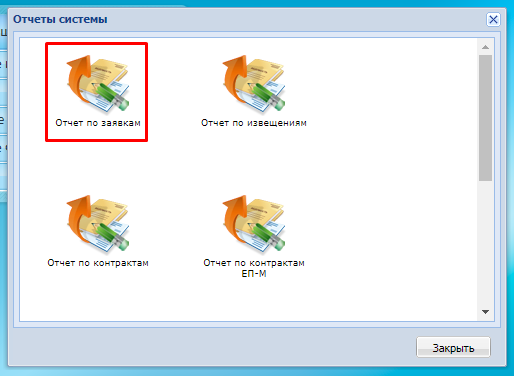 Отчеты системы
Отчет по заявкам
Отчет по извещениям
Отчет по контрактам
Отчет по контрактам
ЕП-М
Закрыть